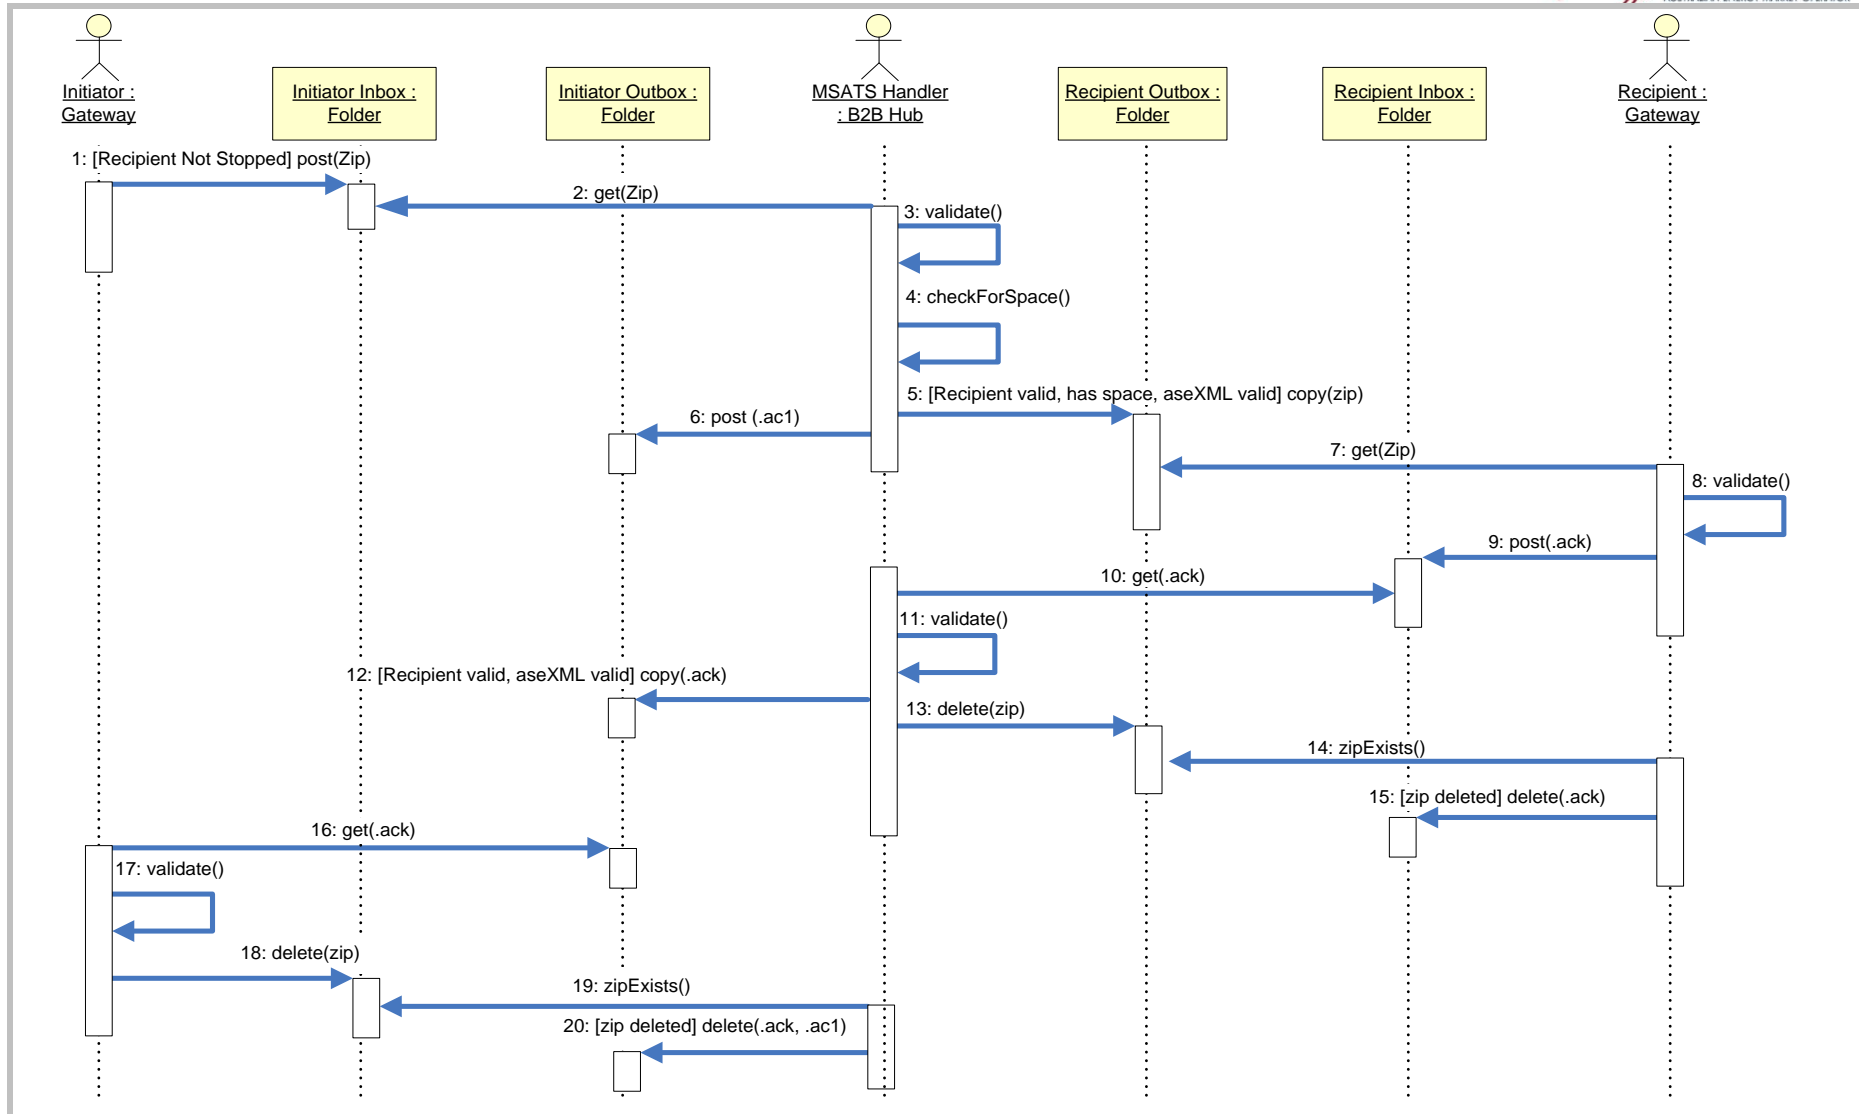 Initiator :
Gateway
Initiator Inbox :
Folder
Initiator Outbox :
Folder
MSATS Handler
: B2B Hub
Recipient Outbox :
Folder
Recipient Inbox :
Folder
Recipient :
Gateway
1: [Recipient Not Stopped] post(Zip)
2: get(Zip)
3: validate()
4: checkForSpace()
5: [Recipient valid, has space, aseXML valid] copy(zip)
6: post (.ac1)
7: get(Zip)
8: validate()
9: post(.ack)
10: get(.ack)
11: validate()
12: [Recipient valid, aseXML valid] copy(.ack)
13: delete(zip)
14: zipExists()
15: [zip deleted] delete(.ack)
16: get(.ack)
17: validate()
18: delete(zip)
19: zipExists()
20: [zip deleted] delete(.ack, .ac1)